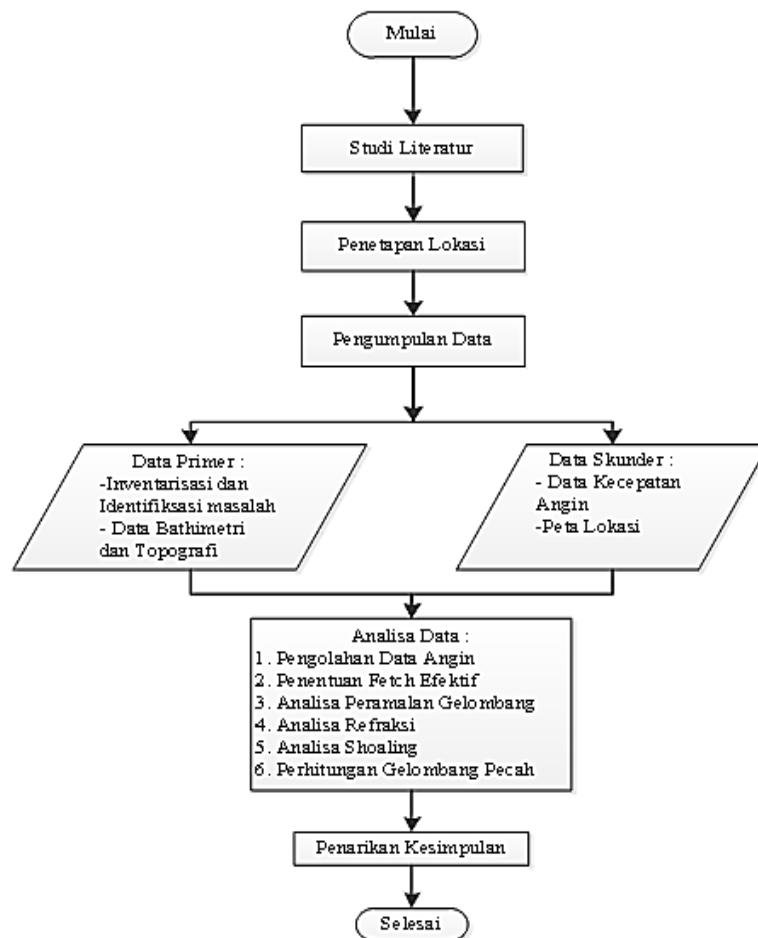 Mulai
Studi Literatur
Penetapan Lokasi
Pengumpulan Data
Data Primer :
-Inventarisasi dan
Identifiksasi masalah
- Data Bathimetri
dan Topografi
Data Skunder :
- Data Kecepatan
Angin
-Peta Lokasi
Analisa Data :
1. Pengolahan Data Angin
2. Penentuan Fetch Efektif
3. Analisa Peramalan Gelombang
4. Analisa Refraksi
5. Analisa Shoaling
6. Perhitungan Gelombang Pecah
Penarikan Kesimpulan
Selesai